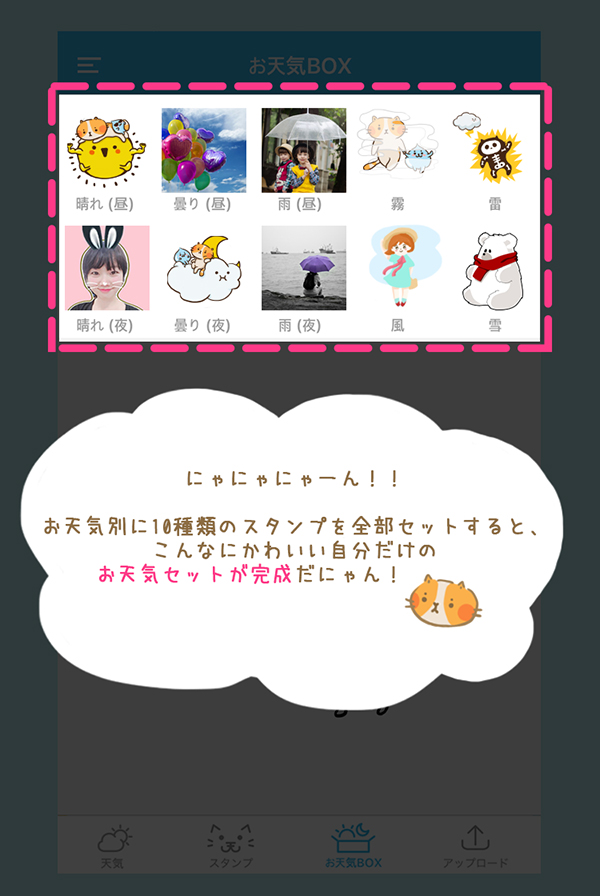 お天気BOX
晴れ (昼)
曇り (昼)
雨 (昼)
霧
雷
晴れ (夜)
曇り (夜)
雨 (夜)
風
雪
にゃにゃにゃーん！！
お天気別に10種類のスタンプを全部セットすると、
こんなにかわいい自分だけの
お天気セットが完成だにゃん！
天気
スタンプ
お天気BOX
アップロード